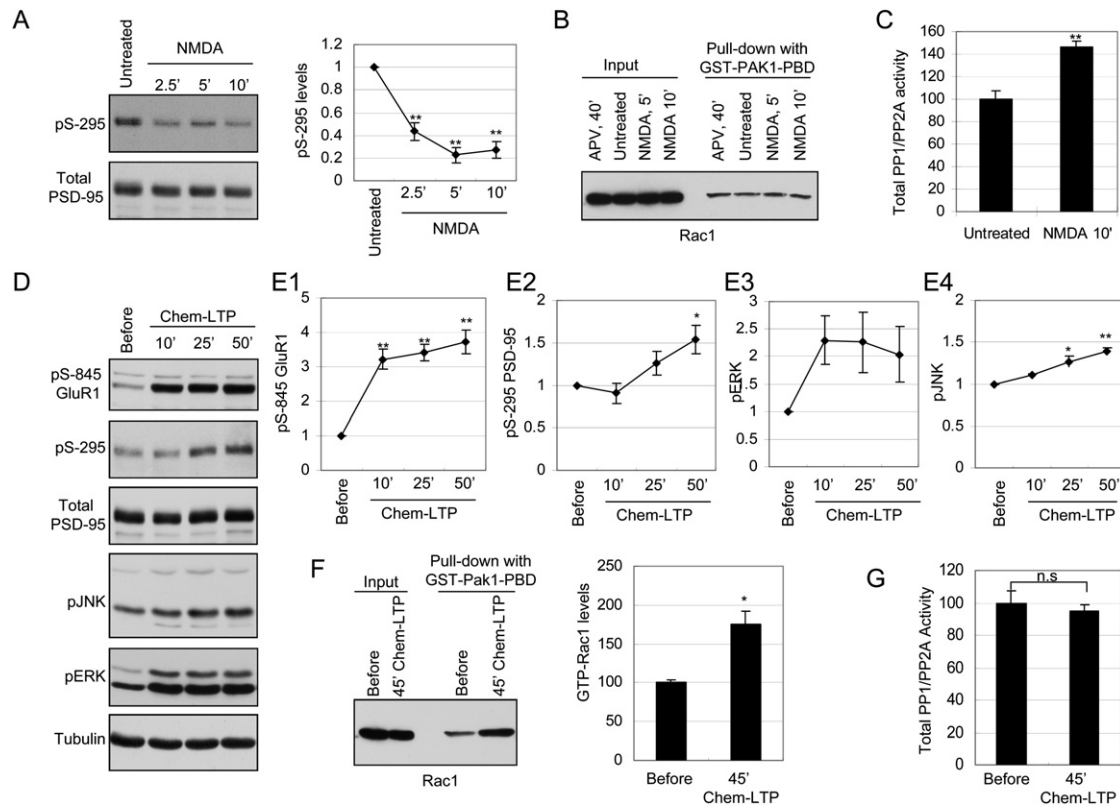 A
Untreated
NMDA
2.5' 5' 10'
pS-295
Total
PSD-95
pS-295 levels
1.2
1
0.8
0.6
0.4
0.2
0
**
**
**
Untreated
2.5' 5' 10'
NMDA
B
Input
Pull-down with
GST-PAK1-PBD
APV, 40'
Untreated
NMDA, 5'
NMDA 10'
APV, 40'
Untreated
NMDA, 5'
NMDA 10'
Rac1
C
Total PP1/PP2A activity
160
140
120
100
80
60
40
20
0
**
Untreated NMDA 10'
D
Before
Chem-LTP
10' 25' 50'
pS-845
GluR1
pS-295
Total
PSD-95
pJNK
pERK
Tubulin
E1
pS-845 GluR1
5
4
3
2
1
0
**
**
**
Before
10' 25' 50'
Chem-LTP
E2
pS-295 PSD-95
2
1.5
1
0.5
0
*
Before
10' 25' 50'
Chem-LTP
E3
pERK
3
2.5
2
1.5
1
0.5
0
Before
10' 25' 50'
Chem-LTP
E4
pJNK
2
1.5
1
0.5
0
*
**
Before
10' 25' 50'
Chem-LTP
F
Input
Pull-down with
GST-Pak1-PBD
Before
45' Chem-LTP
Before
45' Chem-LTP
Rac1
GTP-Rac1 levels
250
200
150
100
50
0
*
Before 45'
Chem-LTP
G
Total PP1/PP2A Activity
120
100
80
60
40
20
0
n.s
Before 45'
Chem-LTP